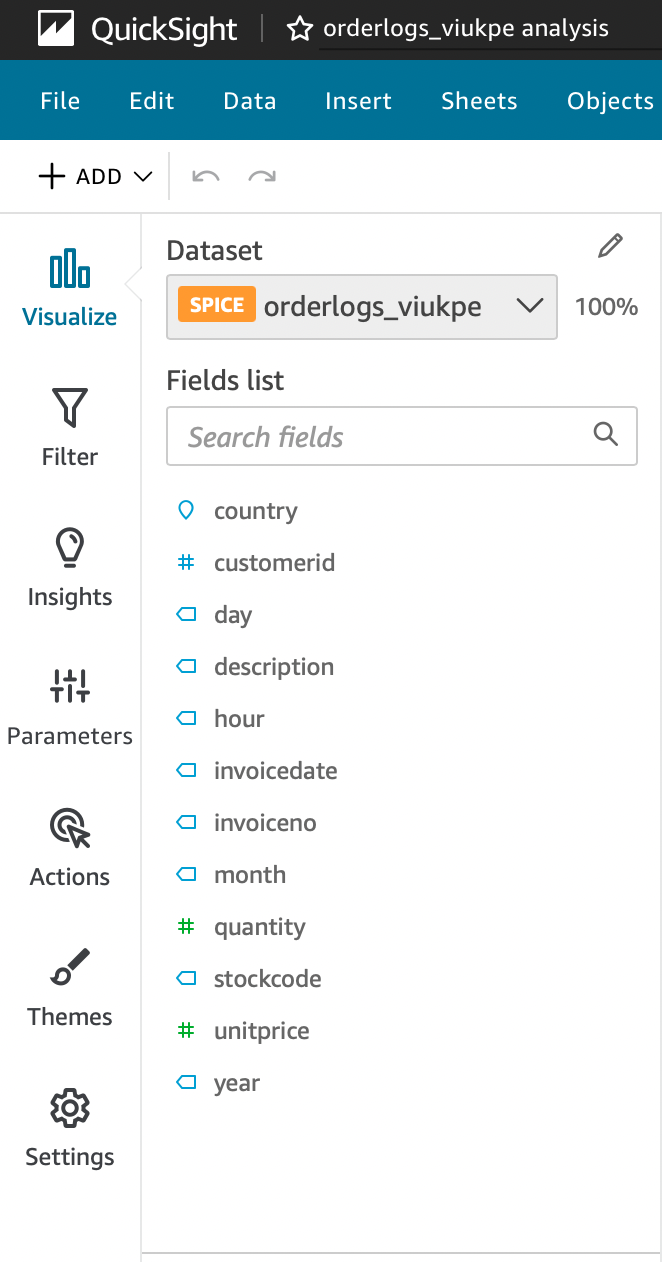 QuickSight
orderlogs_viukpe analysis
File Edit Data Insert Sheets Objects
ADD
Visualize
Filter
Insights
Parameters
Actions
Themes
Settings
Dataset
SPICE orderlogs_viukpe 100%
Fields list
Search fields
country
customerid
day
description
hour
invoicedate
invoiceno
month
quantity
stockcode
unitprice
year